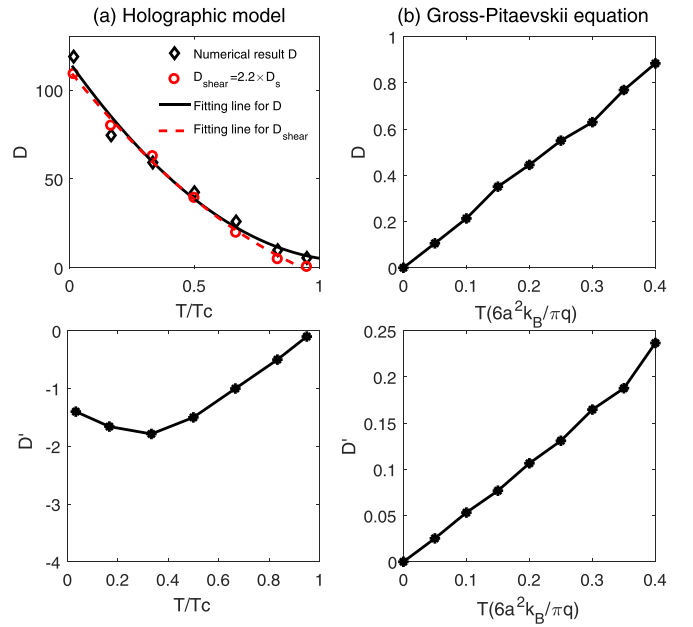 (a) Holographic model
(b) Gross-Pitaevskii equation
D
100
50
0
Numerical result D
D_shear=2.2×D_s
Fitting line for D
Fitting line for D_shear
0 0.5 1
T/Tc
D
1
0.8
0.6
0.4
0.2
0
0 0.1 0.2 0.3 0.4
T(6a²k_B/πq)
D'
0
-1
-2
-3
-4
0 0.2 0.4 0.6 0.8 1
T/Tc
D'
0.25
0.2
0.15
0.1
0.05
0
0 0.1 0.2 0.3 0.4
T(6a²k_B/πq)